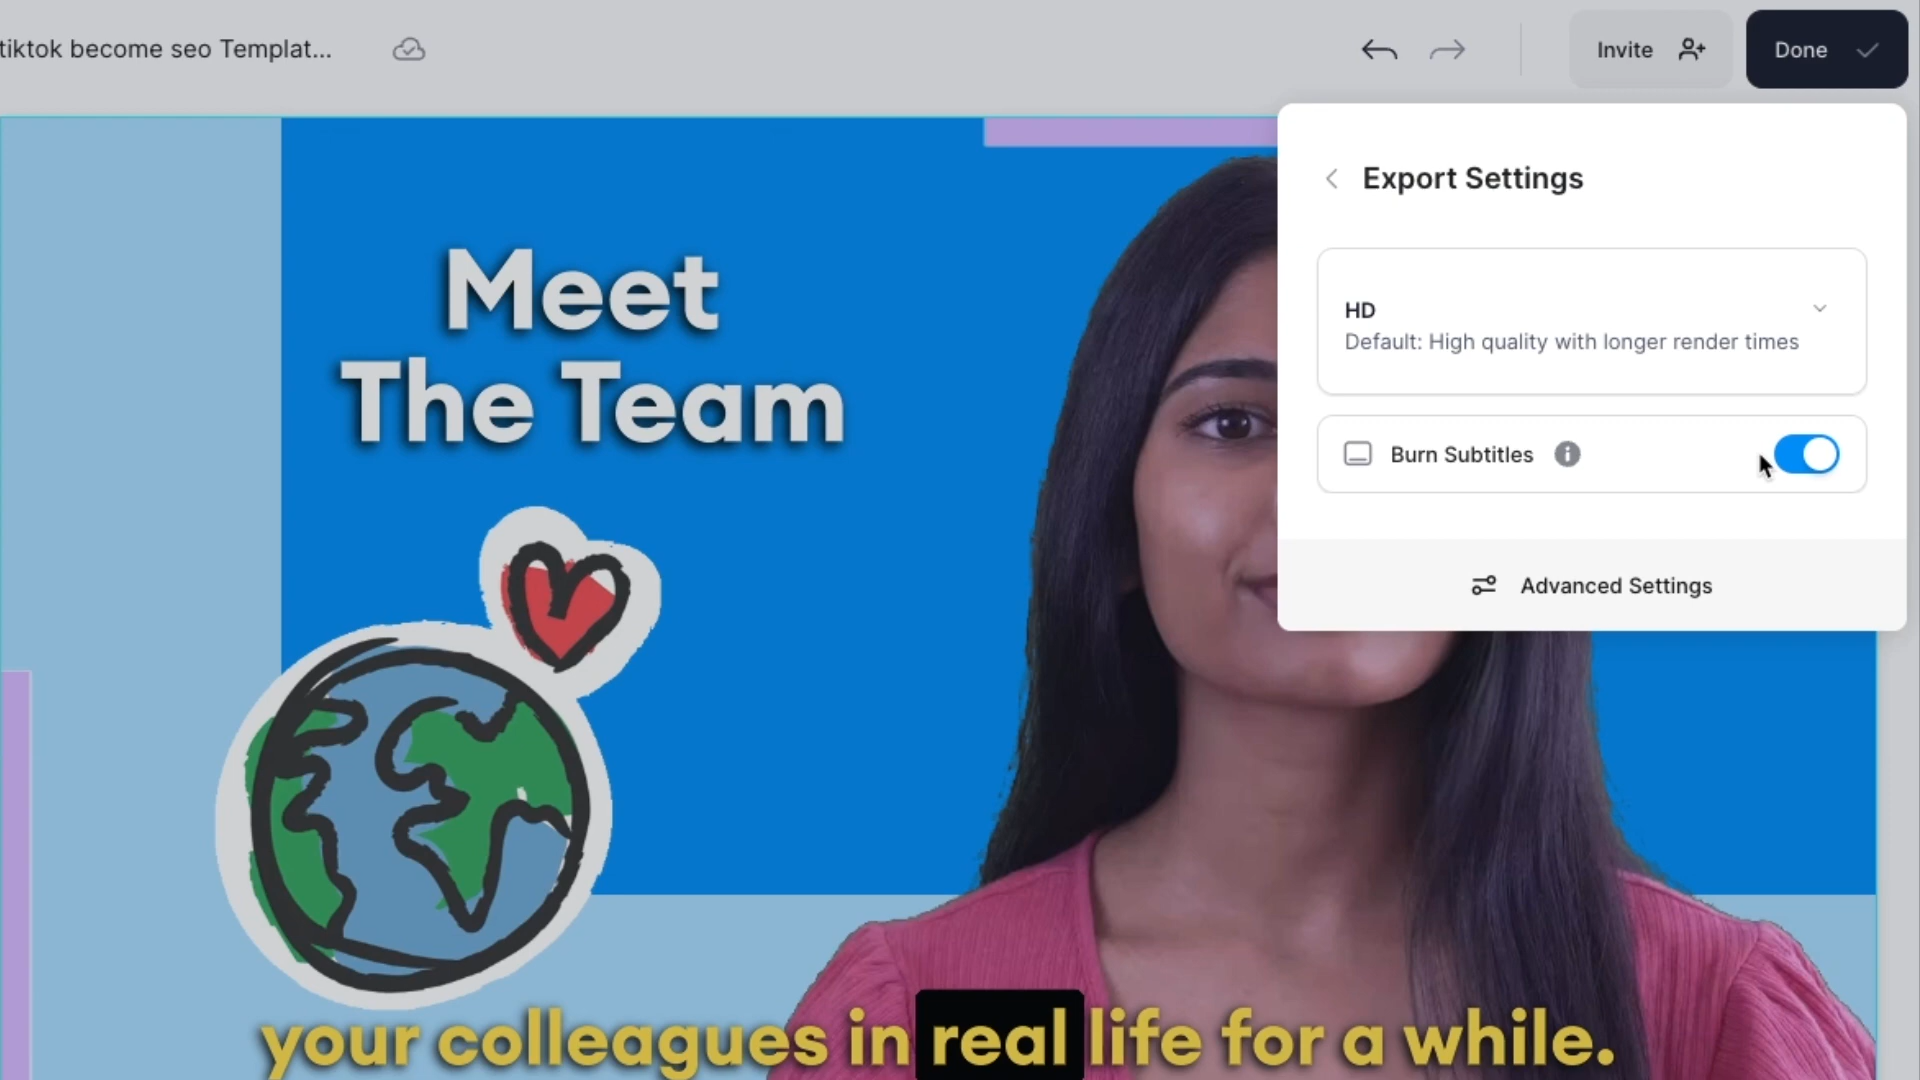 tiktok become seo Templat...
Invite
Done
Export Settings
HD
Default: High quality with longer render times
Burn Subtitles
Advanced Settings
Meet
The Team
your colleagues in real life for a while.